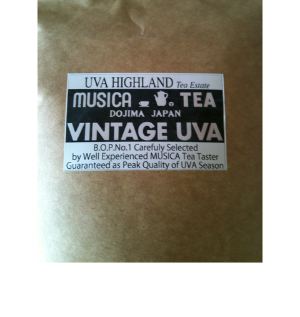 UVA HIGHLAND Tea Estate
MUSICA TEA
DOJIMA JAPAN
VINTAGE UVA
B.O.P.No.1 Carefuly Selected
by Well Experienced MUSICA Tea Taster
Guaranteed as Peak Quality of UVA Season